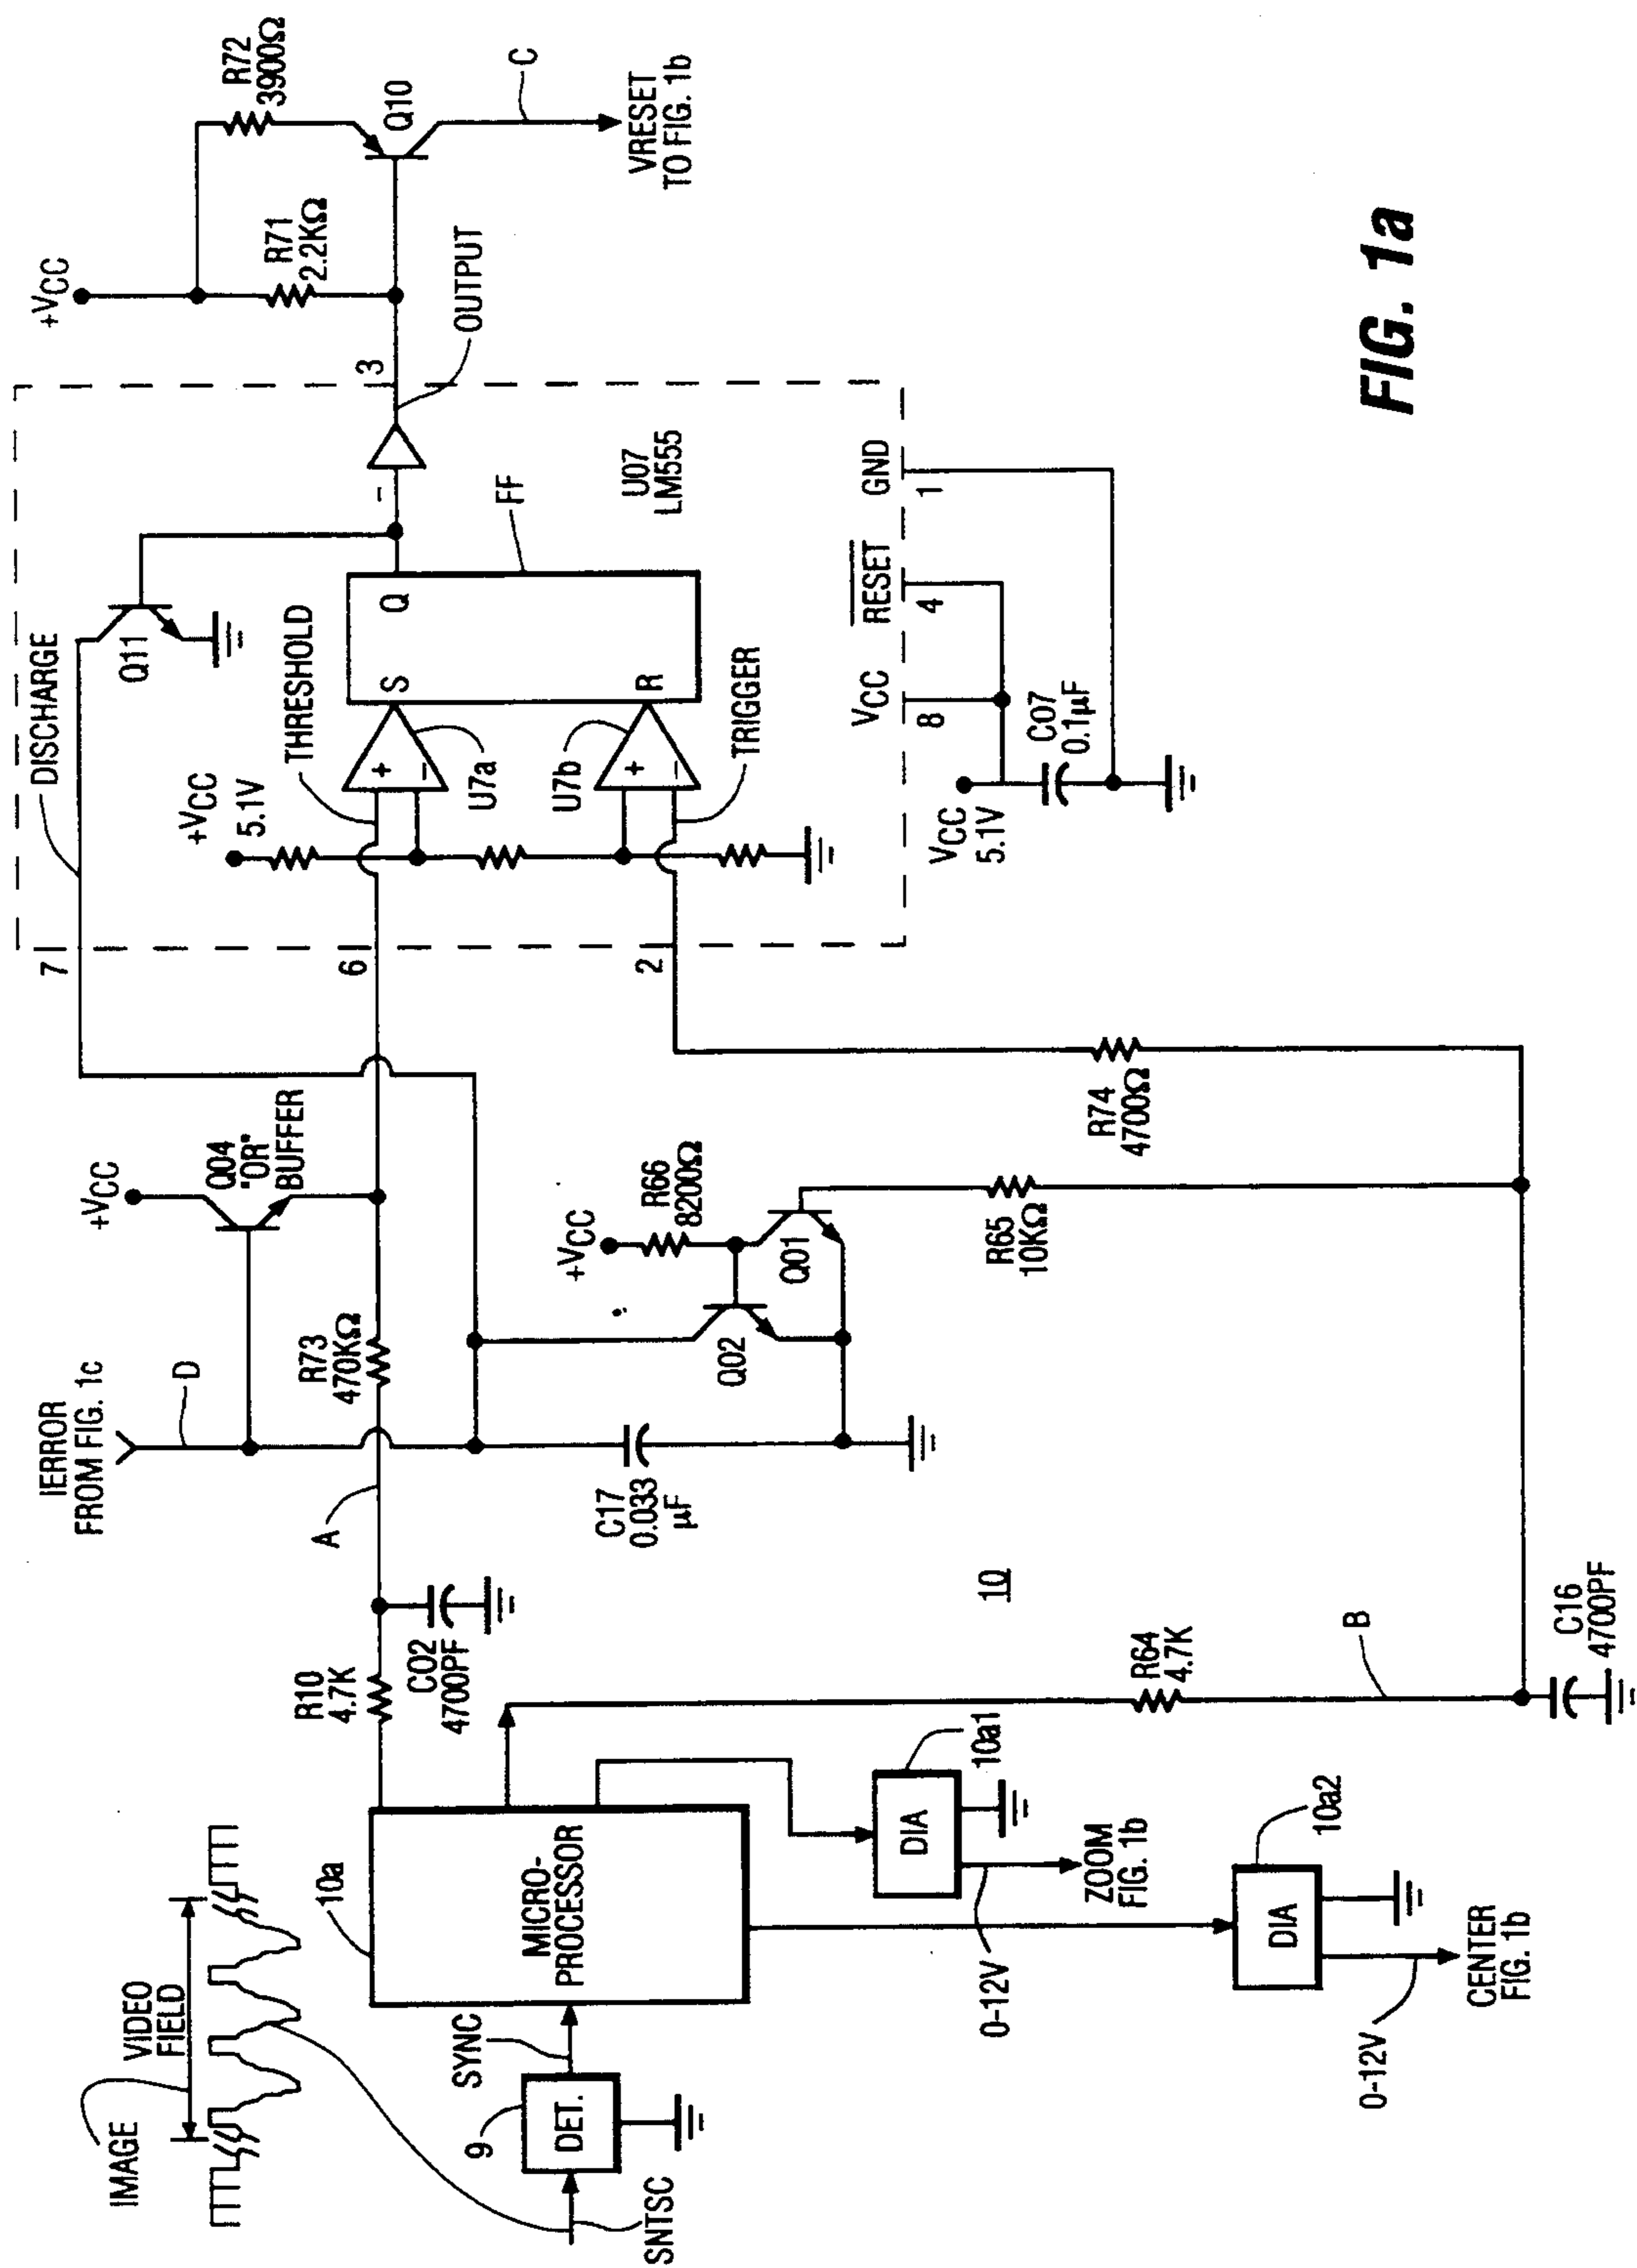 IMAGE
VIDEO
FIELD
SNTSC
9
DET.
SYNC
10a
MICRO-
PROCESSOR
R10
4.7K
C02
4700PF
A
IERROR
FROM FIG. 1c
D
R73
470KΩ
+VCC
Q04
"OR"
BUFFER
C17
0.033
µF
Q02
+VCC
R66
8200Ω
Q01
R65
10KΩ
R74
4700Ω
10
R64
4.7K
B
C16
4700PF
DIA
10a1
0-12V
ZOOM
FIG. 1b
DIA
10a2
0-12V
CENTER
FIG. 1b
7
6
2
DISCHARGE
Q11
+VCC
5.1V
THRESHOLD
+
–
U7a
U7b
+
–
TRIGGER
S
Q
R
FF
U07
LM555
–
3
OUTPUT
VCC
8
RESET
4
GND
1
VCC
5.1V
C07
0.1µF
+VCC
R71
2.2KΩ
R72
3900Ω
Q10
C
VRESET
TO FIG. 1b
FIG. 1a